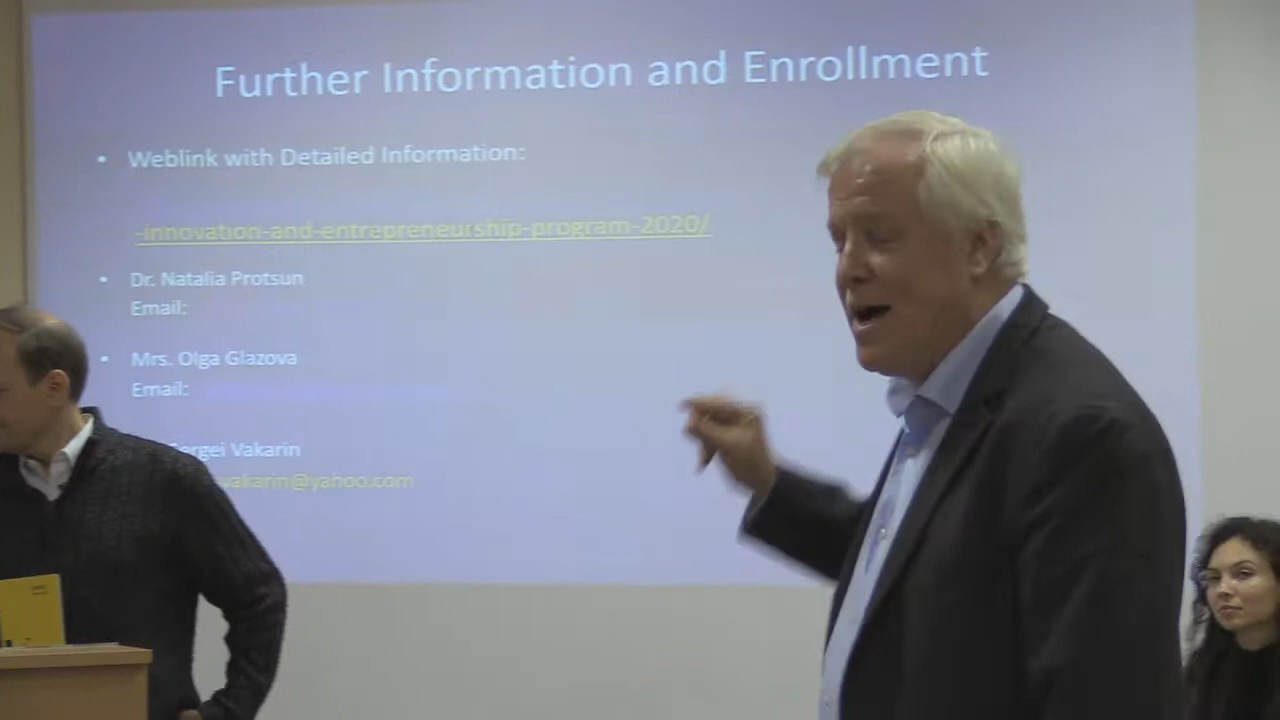 Further Information and Enrollment
• Weblink with Detailed Information:
-innovation-and-entrepreneurship-program-2020/
• Dr. Natalia Protsun
Email:
• Mrs. Olga Glazova
Email:
Sergei Vakarin
vakarin@yahoo.com